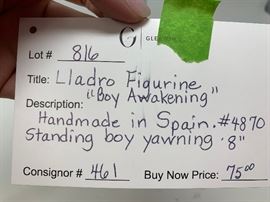 Lot # 816
G
Title: Lladro Figurine
"Boy Awakening"
Description:
Handmade in Spain. #4870
Standing boy yawning 8"
Consignor # 461 Buy Now Price: 75.00